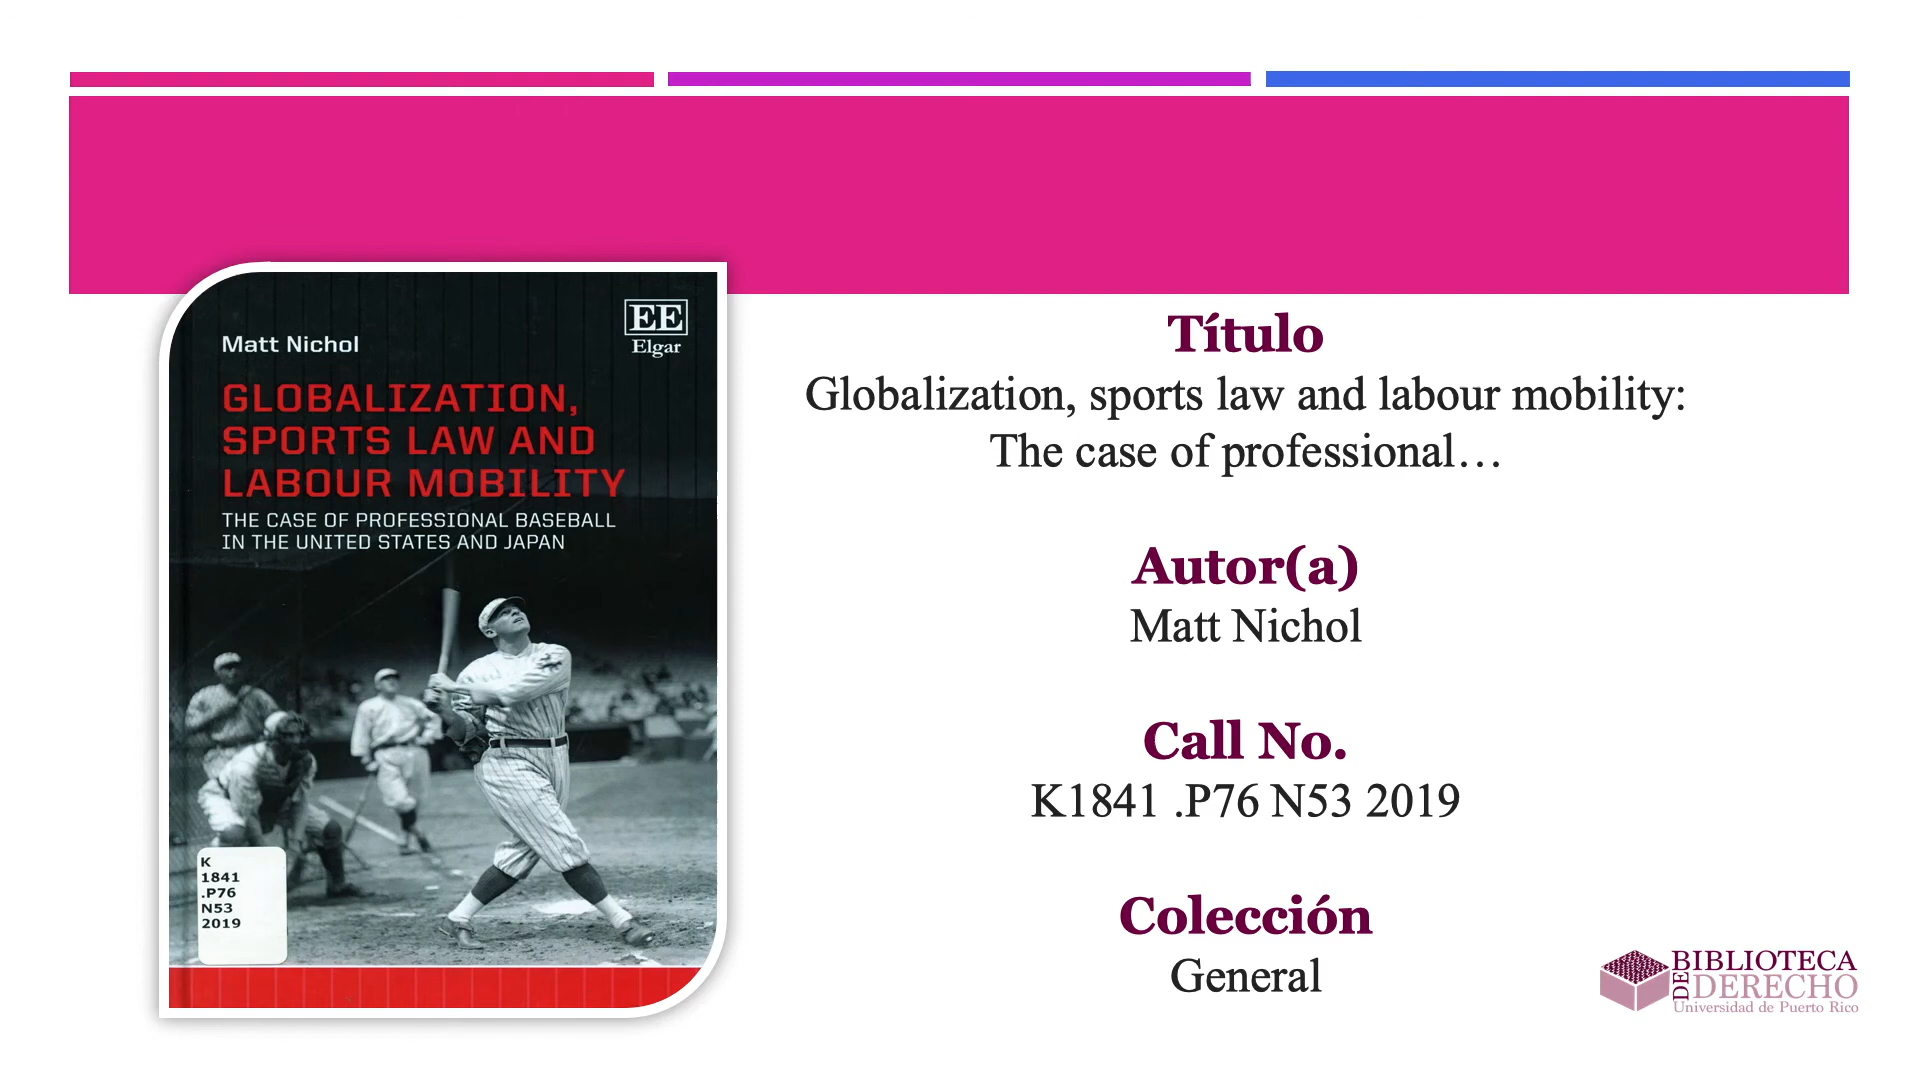 Matt Nichol
EE
Elgar
GLOBALIZATION,
SPORTS LAW AND
LABOUR MOBILITY
THE CASE OF PROFESSIONAL BASEBALL
IN THE UNITED STATES AND JAPAN
K
1841
.P76
N53
2019
Título
Globalization, sports law and labour mobility:
The case of professional…
Autor(a)
Matt Nichol
Call No.
K1841 .P76 N53 2019
Colección
General
BIBLIOTECA
DE DERECHO
Universidad de Puerto Rico